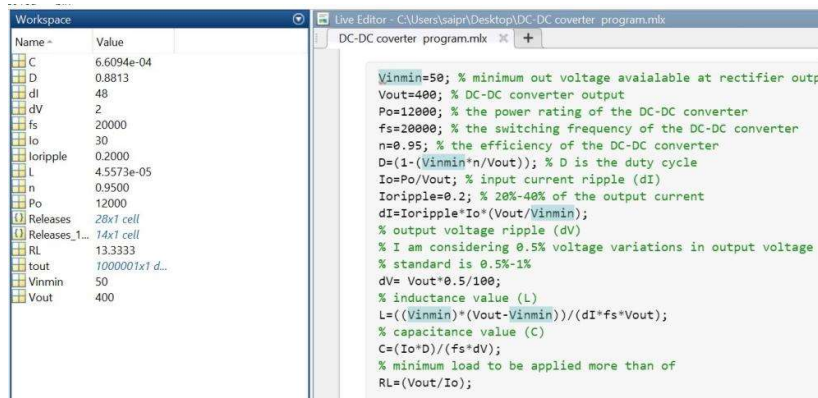 Workspace
Name Value
C 6.6094e-04
D 0.8813
dI 48
dV 2
fs 20000
Io 30
Ioripple 0.2000
L 4.5573e-05
n 0.9500
Po 12000
Releases 28x1 cell
Releases_1... 14x1 cell
RL 13.3333
tout 1000001x1 d...
Vinmin 50
Vout 400
Live Editor - C:\Users\saipr\Desktop\DC-DC coverter program.mlx
DC-DC coverter program.mlx
Vinmin=50; % minimum out voltage avaialable at rectifier outp
Vout=400; % DC-DC converter output
Po=12000; % the power rating of the DC-DC converter
fs=20000; % the switching frequency of the DC-DC converter
n=0.95; % the efficiency of the DC-DC converter
D=(1-(Vinmin*n/Vout)); % D is the duty cycle
Io=Po/Vout; % input current ripple (dI)
Ioripple=0.2; % 20%-40% of the output current
dI=Ioripple*Io*(Vout/Vinmin);
% output voltage ripple (dV)
% I am considering 0.5% voltage variations in output voltage
% standard is 0.5%-1%
dV= Vout*0.5/100;
% inductance value (L)
L=((Vinmin)*(Vout-Vinmin))/(dI*fs*Vout);
% capacitance value (C)
C=(Io*D)/(fs*dV);
% minimum load to be applied more than of
RL=(Vout/Io);